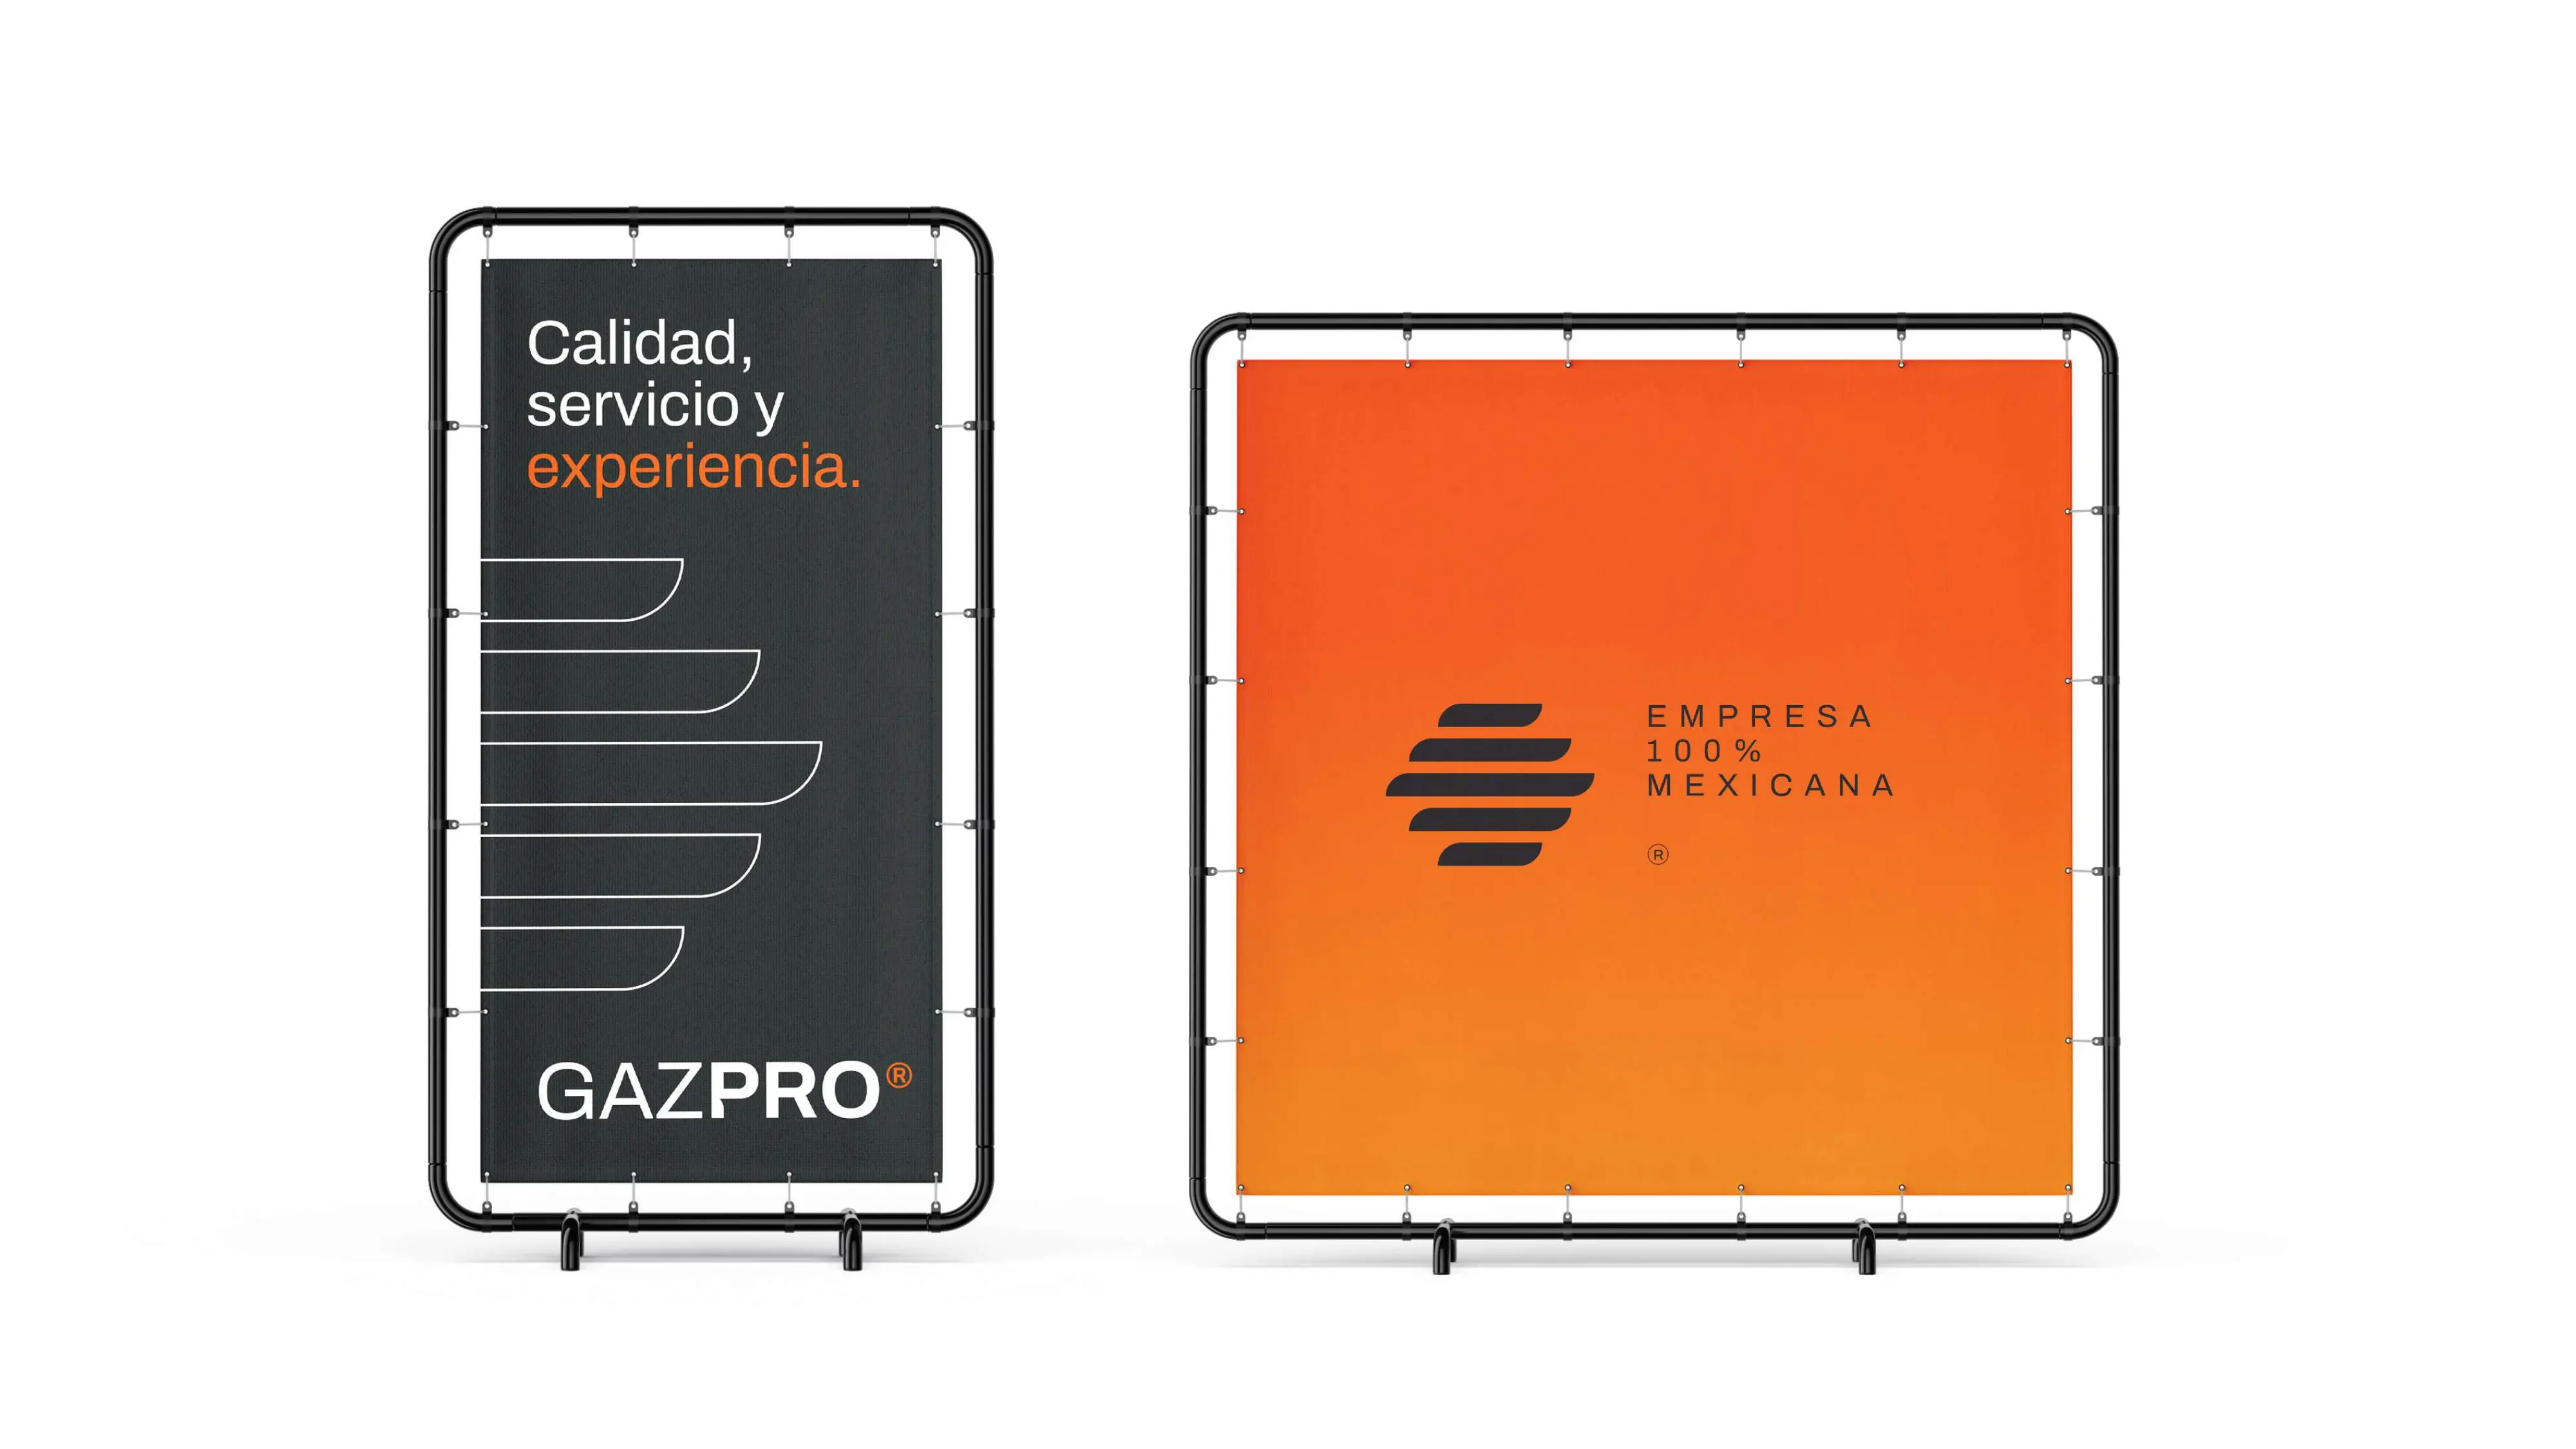 Calidad,
servicio y
experiencia.
GAZPRO®
EMPRESA
100%
MEXICANA
®